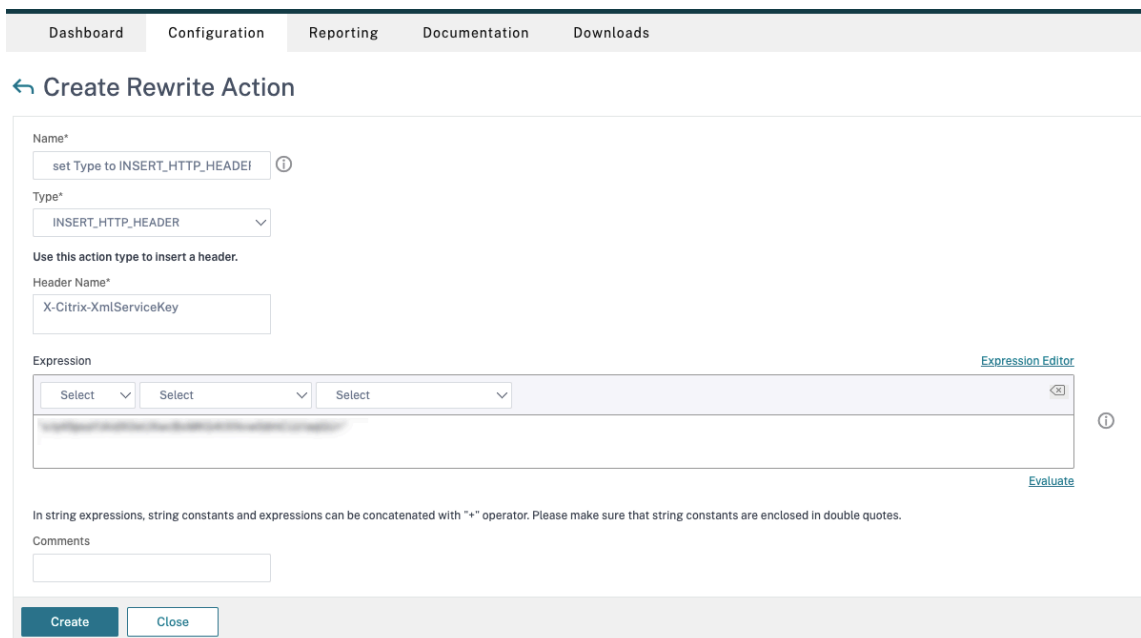 Dashboard Configuration Reporting Documentation Downloads
Create Rewrite Action
Name*
set Type to INSERT_HTTP_HEADEI
Type*
INSERT_HTTP_HEADER
Use this action type to insert a header.
Header Name*
X-Citrix-XmlServiceKey
Expression Expression Editor
Select Select Select
Evaluate
In string expressions, string constants and expressions can be concatenated with "+" operator. Please make sure that string constants are enclosed in double quotes.
Comments
Create Close